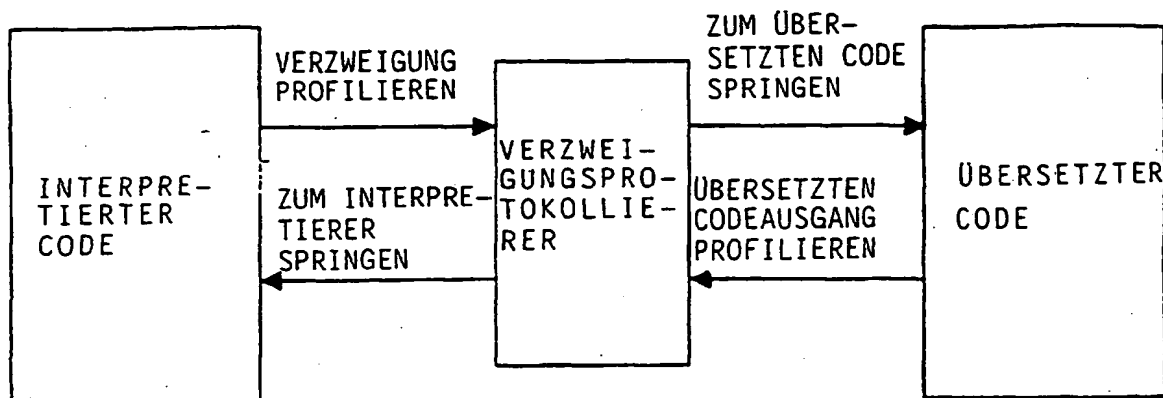 INTERPRE-
TIERTER
CODE
VERZWEIGUNG
PROFILIEREN
ZUM INTERPRE-
TIERER
SPRINGEN
VERZWEI-
GUNGSPRO-
TOKOLLIE-
RER
ZUM ÜBER-
SETZTEN CODE
SPRINGEN
ÜBERSETZTEN
CODEAUSGANG
PROFILIEREN
ÜBERSETZTER
CODE